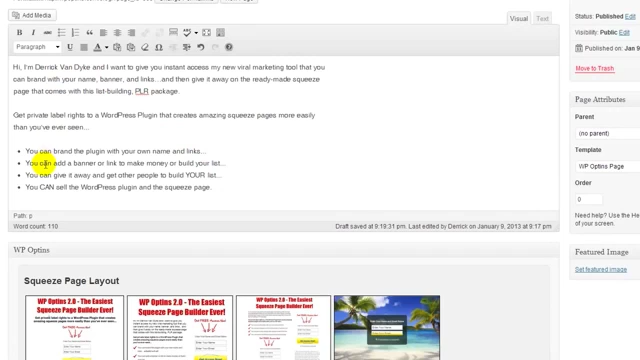 Add Media
Visual
Text
Paragraph
Hi, I'm Derrick Van Dyke and I want to give you instant access my new viral marketing tool that you
can brand with your name, banner, and links...and then give it away on the ready-made squeeze
page that comes with this list-building, PLR package.
Get private label rights to a WordPress Plugin that creates amazing squeeze pages more easily
than you've ever seen...
• You can brand the plugin with your own name and links...
• You can add a banner or link to make money or build your list...
• You can give it away and get other people to build YOUR list...
• You CAN sell the WordPress plugin and the squeeze page.
Path: p
Word count: 110
Draft saved at 9:19:31 pm. Last edited by Derrick on January 9, 2013 at 9:17 pm
Status: Published Edit
Visibility: Public Edit
Published on: Jan 9
Move to Trash
Page Attributes
Parent
(no parent)
Template
WP Optins Page
Order
0
Need help? Use the He
of your screen.
Featured Image
Set featured image
WP Optins
Squeeze Page Layout
WP Optins 2.0 - The Easiest
Squeeze Page Builder Ever!
WP Optins 2.0 - The Easiest
Squeeze Page Builder Ever!
WP Optins 2.0 - The Easiest
Squeeze Page Builder Ever!